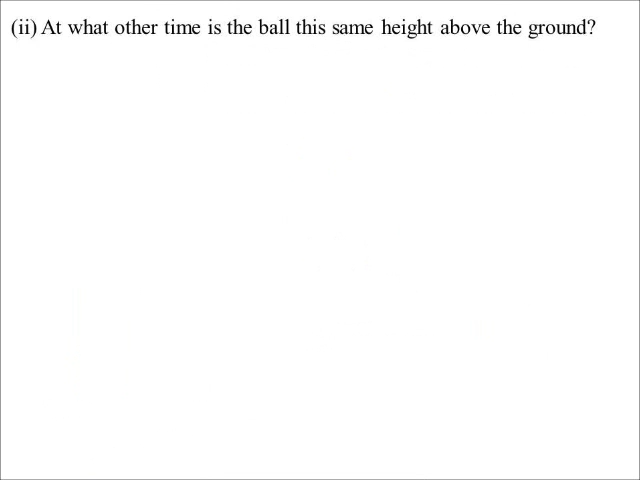 (ii) At what other time is the ball this same height above the ground?